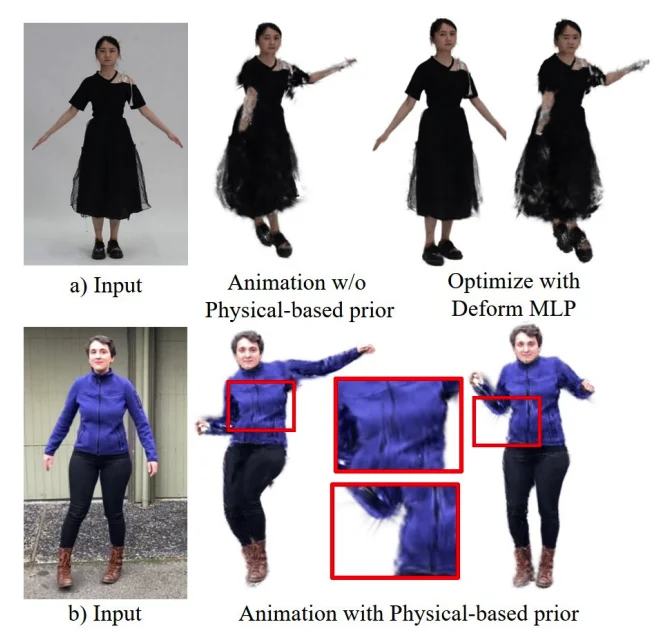 a) Input
Animation w/o
Physical-based prior
Optimize with
Deform MLP
b) Input
Animation with Physical-based prior